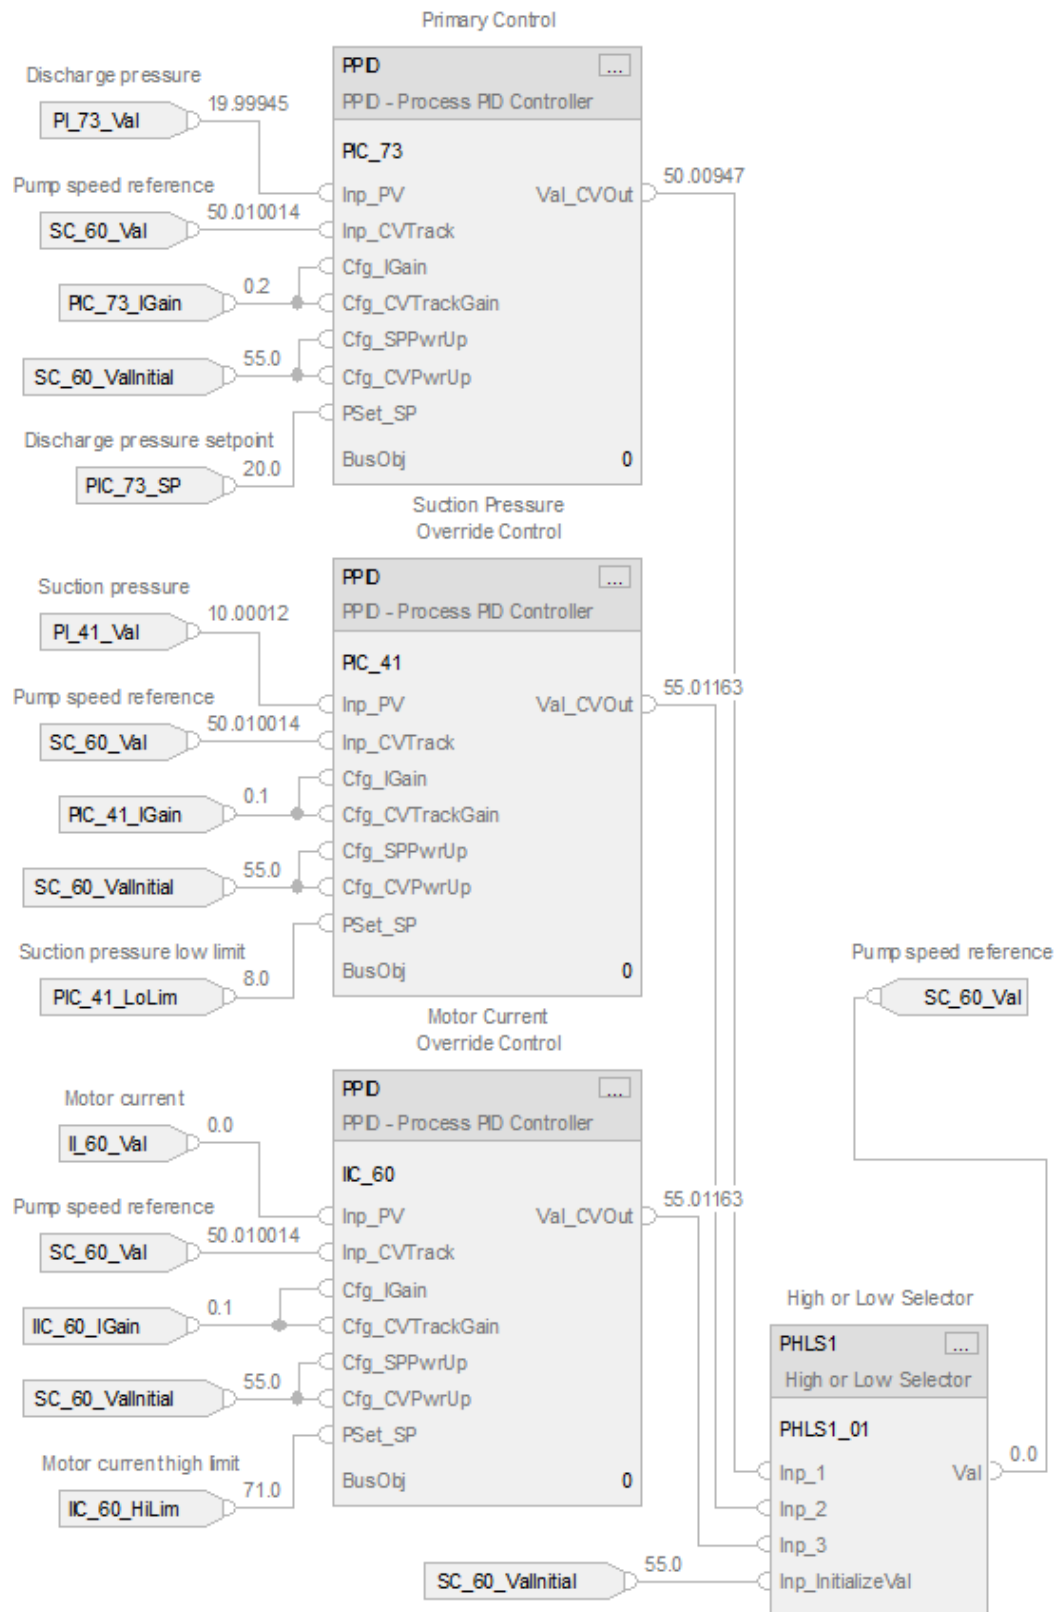 Primary Control
PPID
...
PPID - Process PID Controller
PIC_73
Discharge pressure
PI_73_Val
19.99945
Inp_PV
Val_CVOut
50.00947
Pump speed reference
SC_60_Val
50.010014
Inp_CVTrack
Cfg_IGain
PIC_73_IGain
0.2
Cfg_CVTrackGain
Cfg_SPPwrUp
SC_60_ValInitial
55.0
Cfg_CVPwrUp
PSet_SP
Discharge pressure setpoint
PIC_73_SP
20.0
BusObj
0
Suction Pressure
Override Control
PPID
...
PPID - Process PID Controller
PIC_41
Suction pressure
PI_41_Val
10.00012
Inp_PV
Val_CVOut
55.01163
Pump speed reference
SC_60_Val
50.010014
Inp_CVTrack
Cfg_IGain
PIC_41_IGain
0.1
Cfg_CVTrackGain
Cfg_SPPwrUp
SC_60_ValInitial
55.0
Cfg_CVPwrUp
PSet_SP
Suction pressure low limit
PIC_41_LoLim
8.0
BusObj
0
Pump speed reference
SC_60_Val
Motor Current
Override Control
PPID
...
PPID - Process PID Controller
IIC_60
Motor current
II_60_Val
0.0
Inp_PV
Val_CVOut
55.01163
Pump speed reference
SC_60_Val
50.010014
Inp_CVTrack
Cfg_IGain
IIC_60_IGain
0.1
Cfg_CVTrackGain
Cfg_SPPwrUp
SC_60_ValInitial
55.0
Cfg_CVPwrUp
PSet_SP
Motor current high limit
IIC_60_HiLim
71.0
BusObj
0
High or Low Selector
PHLS1
...
High or Low Selector
PHLS1_01
Inp_1
Val
0.0
Inp_2
Inp_3
SC_60_ValInitial
55.0
Inp_InitializeVal